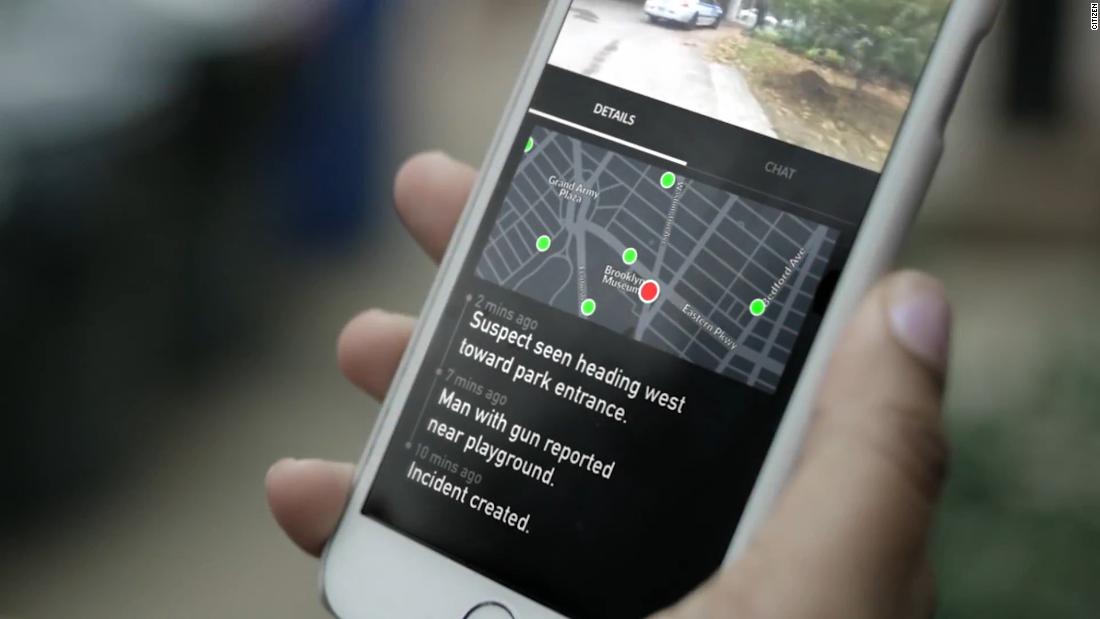 CITIZEN
DETAILS
CHAT
Grand Army
Plaza
Brooklyn
Museum
Bedford Ave
Eastern Pkwy
2 mins ago
Suspect seen heading west
toward park entrance.
7 mins ago
Man with gun reported
near playground.
10 mins ago
Incident created.